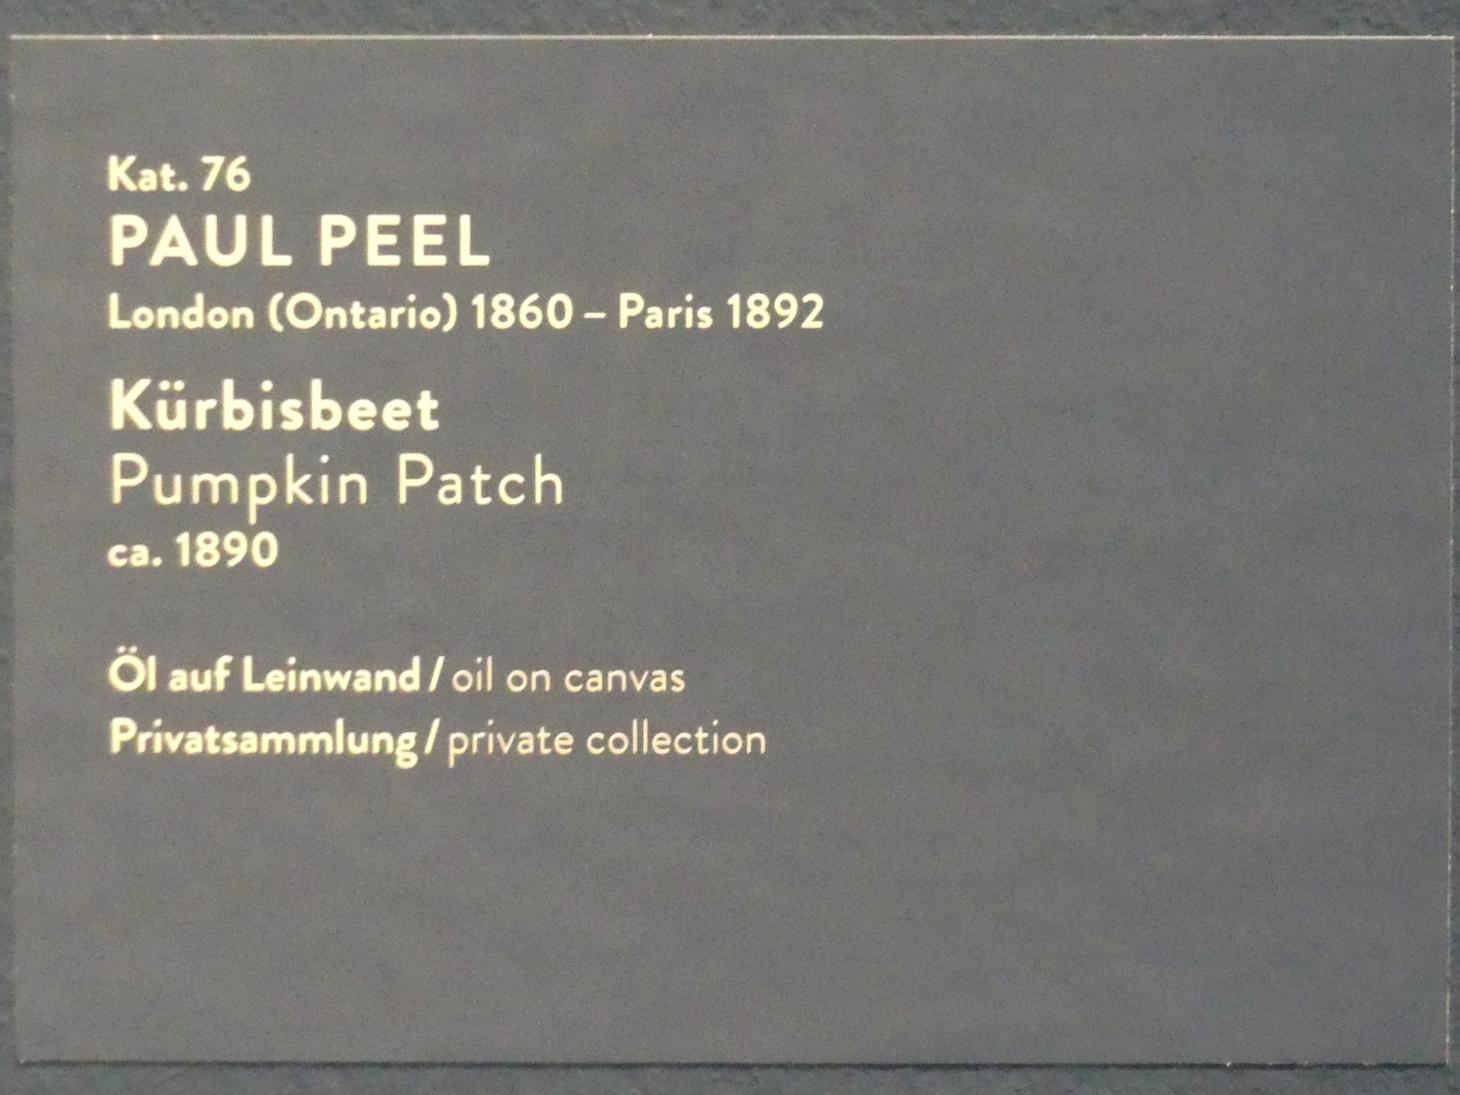 Kat. 76
PAUL PEEL
London (Ontario) 1860 – Paris 1892
Kürbisbeet
Pumpkin Patch
ca. 1890
Öl auf Leinwand / oil on canvas
Privatsammlung / private collection